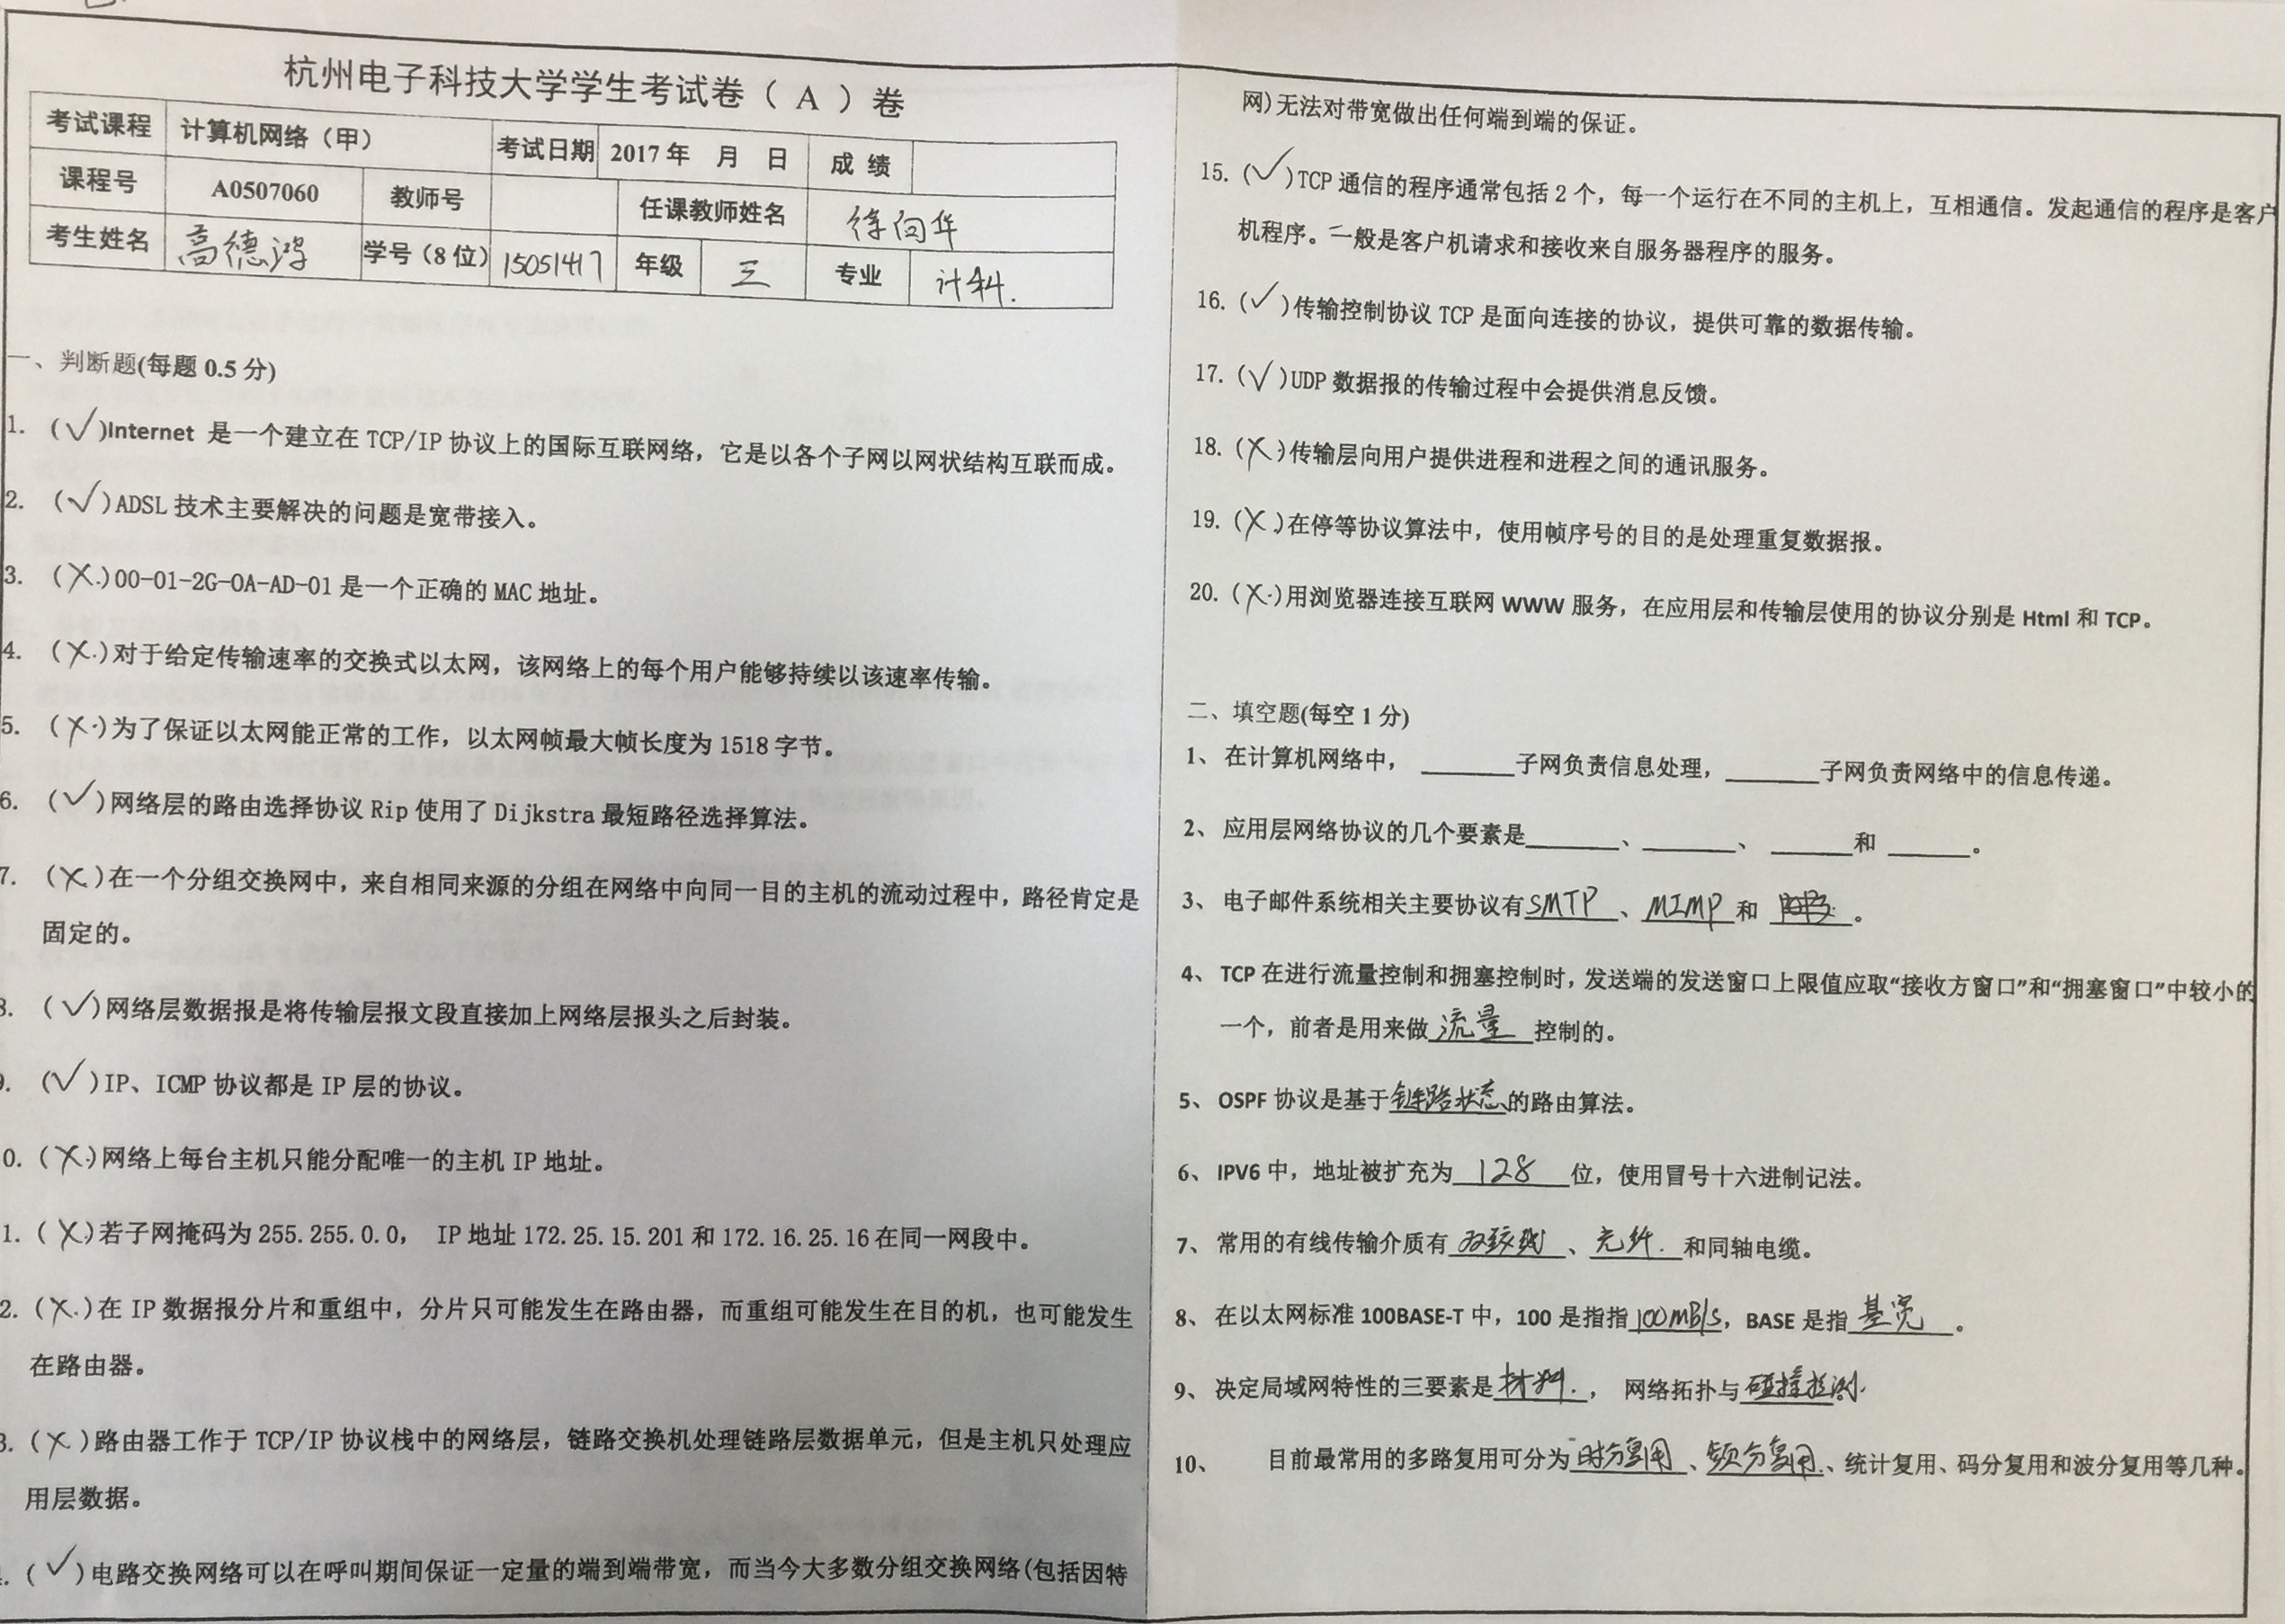 杭州电子科技大学学生考试卷（ A ）卷
考试课程 计算机网络（甲） 考试日期 2017年 月 日 成 绩
课程号 A0507060 教师号 任课教师姓名 徐向华
考生姓名 高德淳 学号（8位） 15051417 年级 三 专业 计科.
一、判断题(每题 0.5 分)
1. (√)Internet 是一个建立在 TCP/IP 协议上的国际互联网络，它是以各个子网以网状结构互联而成。
2. (√)ADSL 技术主要解决的问题是宽带接入。
3. (X.)00-01-2G-0A-AD-01 是一个正确的 MAC 地址。
4. (X.)对于给定传输速率的交换式以太网，该网络上的每个用户能够持续以该速率传输。
5. (X.)为了保证以太网能正常的工作，以太网帧最大帧长度为 1518 字节。
6. (√)网络层的路由选择协议 Rip 使用了 Dijkstra 最短路径选择算法。
7. (X)在一个分组交换网中，来自相同来源的分组在网络中向同一目的主机的流动过程中，路径肯定是
固定的。
8. (√)网络层数据报是将传输层报文段直接加上网络层报头之后封装。
9. (√)IP、ICMP 协议都是 IP 层的协议。
0. (X.)网络上每台主机只能分配唯一的主机 IP 地址。
1. (X.)若子网掩码为 255.255.0.0， IP 地址 172.25.15.201 和 172.16.25.16 在同一网段中。
2. (X.)在 IP 数据报分片和重组中，分片只可能发生在路由器，而重组可能发生在目的机，也可能发生
在路由器。
3. (X)路由器工作于 TCP/IP 协议栈中的网络层，链路交换机处理链路层数据单元，但是主机只处理应
用层数据。
. (√)电路交换网络可以在呼叫期间保证一定量的端到端带宽，而当今大多数分组交换网络(包括因特
网)无法对带宽做出任何端到端的保证。
15. (√)TCP 通信的程序通常包括 2 个，每一个运行在不同的主机上，互相通信。发起通信的程序是客户
机程序。一般是客户机请求和接收来自服务器程序的服务。
16. (√)传输控制协议 TCP 是面向连接的协议，提供可靠的数据传输。
17. (√)UDP 数据报的传输过程中会提供消息反馈。
18. (X)传输层向用户提供进程和进程之间的通讯服务。
19. (X.)在停等协议算法中，使用帧序号的目的是处理重复数据报。
20. (X.)用浏览器连接互联网 WWW 服务，在应用层和传输层使用的协议分别是 Html 和 TCP。
二、填空题(每空 1 分)
1、在计算机网络中，________子网负责信息处理，________子网负责网络中的信息传递。
2、应用层网络协议的几个要素是________、________、 _______和 _______。
3、电子邮件系统相关主要协议有SMTP、MIMP和 。
4、TCP 在进行流量控制和拥塞控制时，发送端的发送窗口上限值应取“接收方窗口”和“拥塞窗口”中较小的
一个，前者是用来做 流量 控制的。
5、OSPF 协议是基于链路状态的路由算法。
6、IPV6 中，地址被扩充为 128 位，使用冒号十六进制记法。
7、常用的有线传输介质有 双绞线 、光纤. 和同轴电缆。
8、在以太网标准 100BASE-T 中，100 是指指100MB/s，BASE 是指 基宽 。
9、决定局域网特性的三要素是材料.， 网络拓扑与碰撞检测.
10、 目前最常用的多路复用可分为时分复用、频分复用、统计复用、码分复用和波分复用等几种。